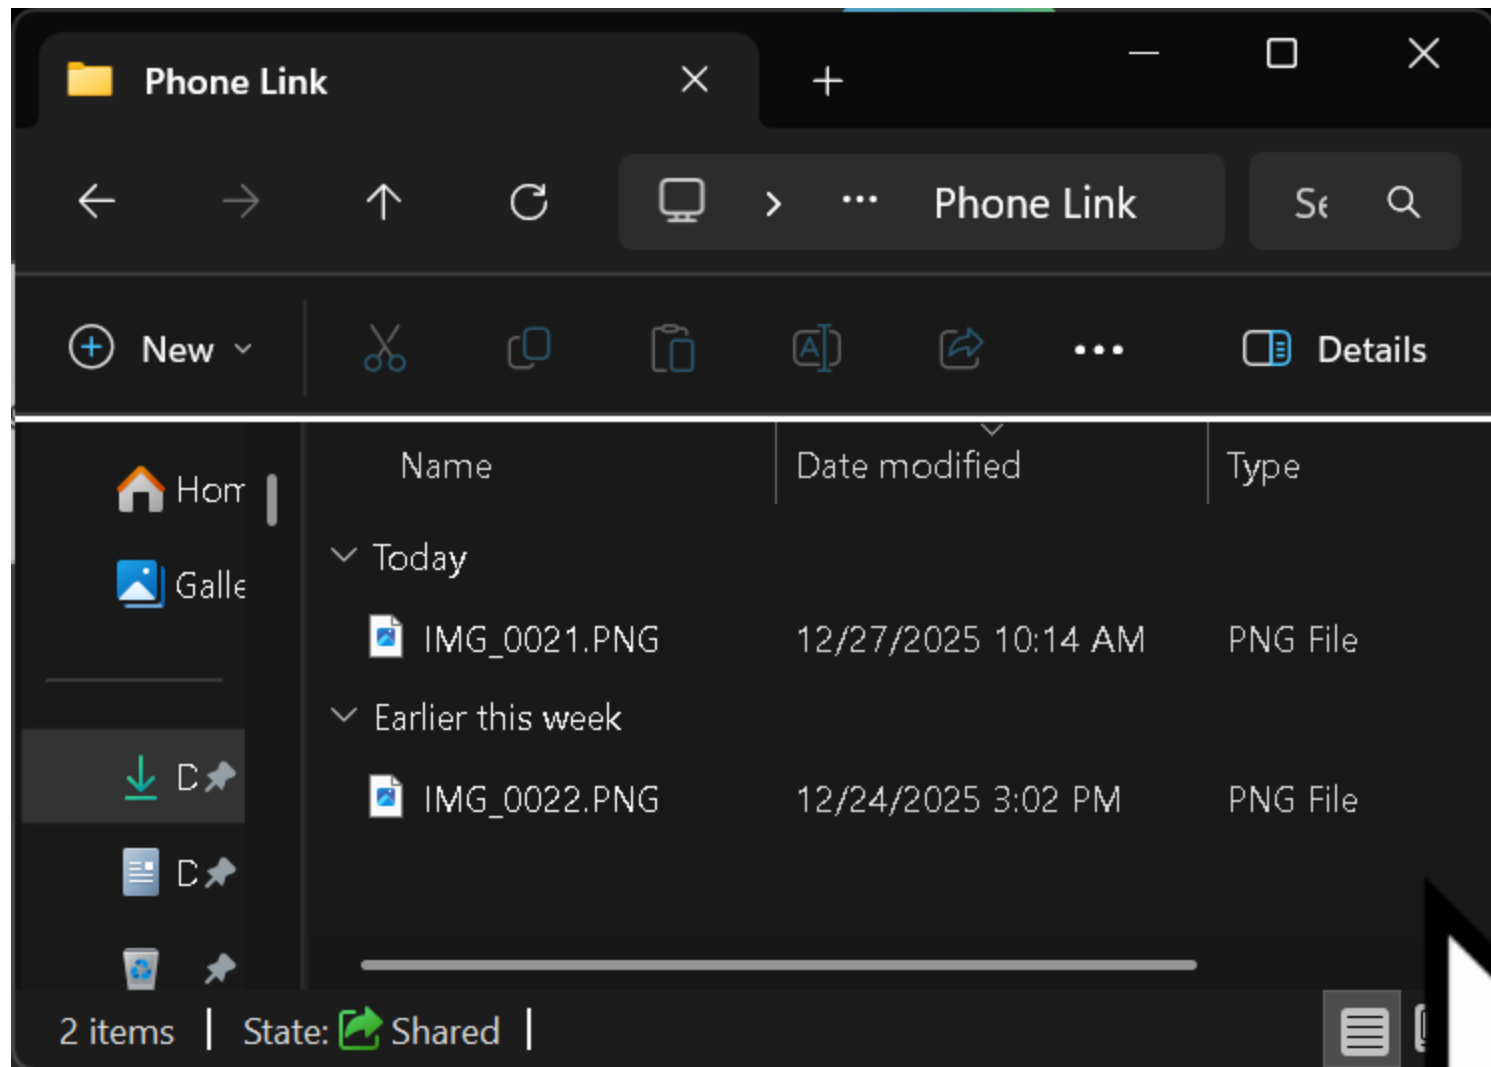 Phone Link
Phone Link
New
Details
Name Date modified Type
Today
IMG_0021.PNG 12/27/2025 10:14 AM PNG File
Earlier this week
IMG_0022.PNG 12/24/2025 3:02 PM PNG File
2 items State: Shared